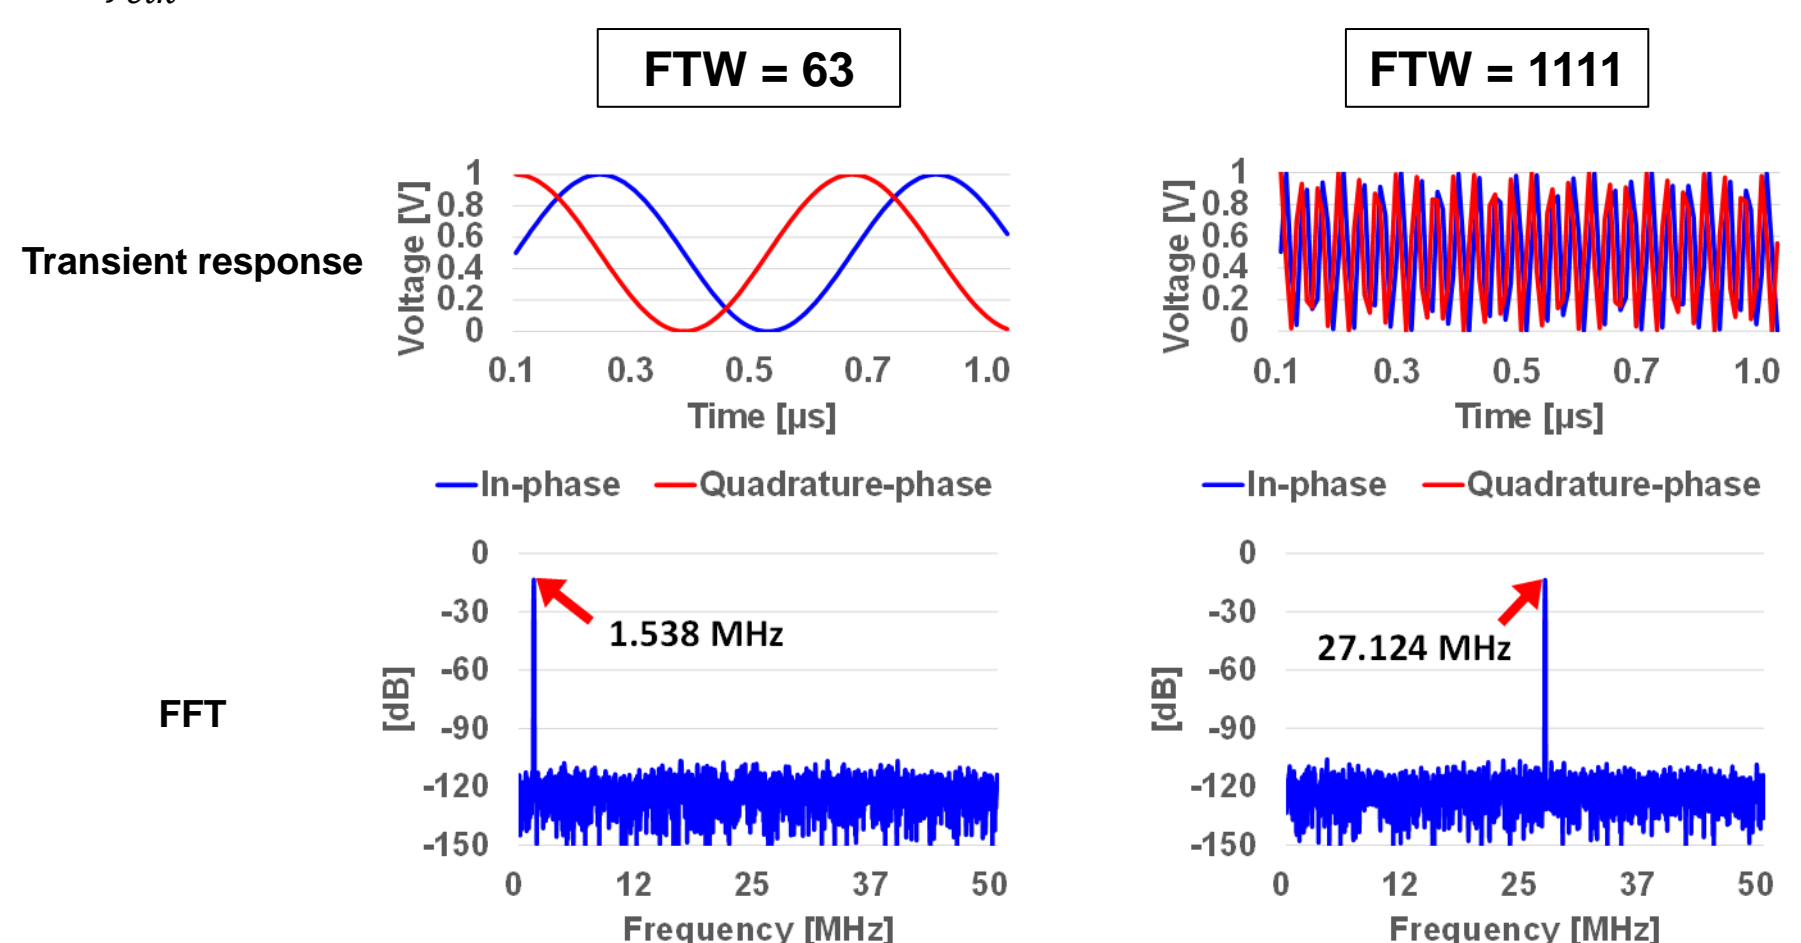 FTW = 63
FTW = 1111
Transient response
Voltage [V]
1
0.8
0.6
0.4
0.2
0
0.1 0.3 0.5 0.7 1.0
Time [µs]
In-phase Quadrature-phase
Voltage [V]
1
0.8
0.6
0.4
0.2
0
0.1 0.3 0.5 0.7 1.0
Time [µs]
In-phase Quadrature-phase
FFT
[dB]
0
-30
-60
-90
-120
-150
1.538 MHz
0 12 25 37 50
Frequency [MHz]
[dB]
0
-30
-60
-90
-120
-150
27.124 MHz
0 12 25 37 50
Frequency [MHz]